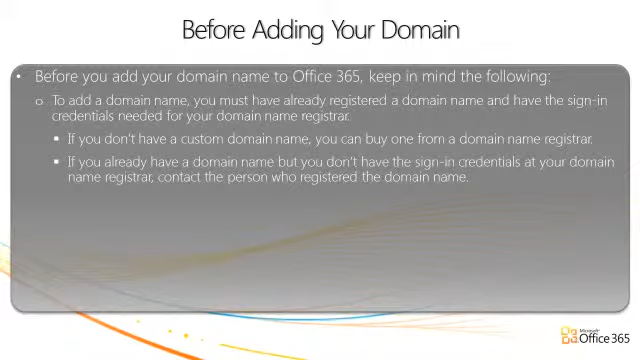 Before Adding Your Domain
• Before you add your domain name to Office 365, keep in mind the following:
o To add a domain name, you must have already registered a domain name and have the sign-in
credentials needed for your domain name registrar.
▪ If you don't have a custom domain name, you can buy one from a domain name registrar.
▪ If you already have a domain name but you don't have the sign-in credentials at your domain
name registrar, contact the person who registered the domain name.
Microsoft
Office 365